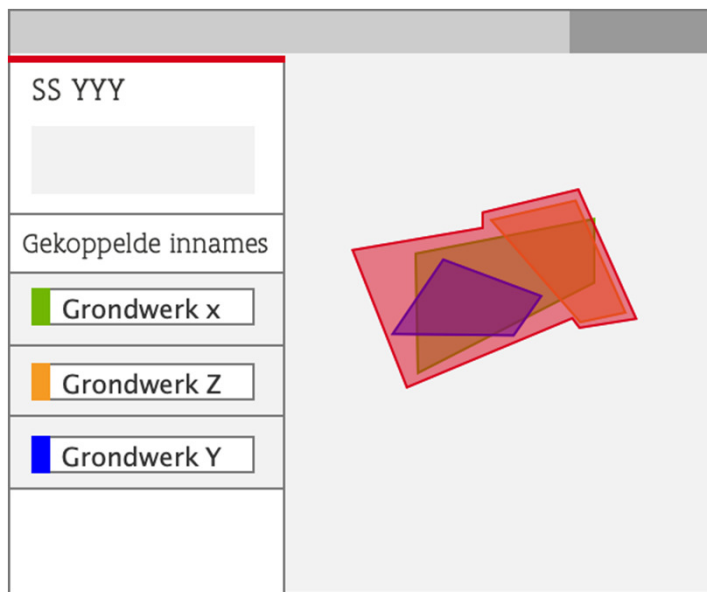 SS YYY
Gekoppelde innames
Grondwerk x
Grondwerk Z
Grondwerk Y